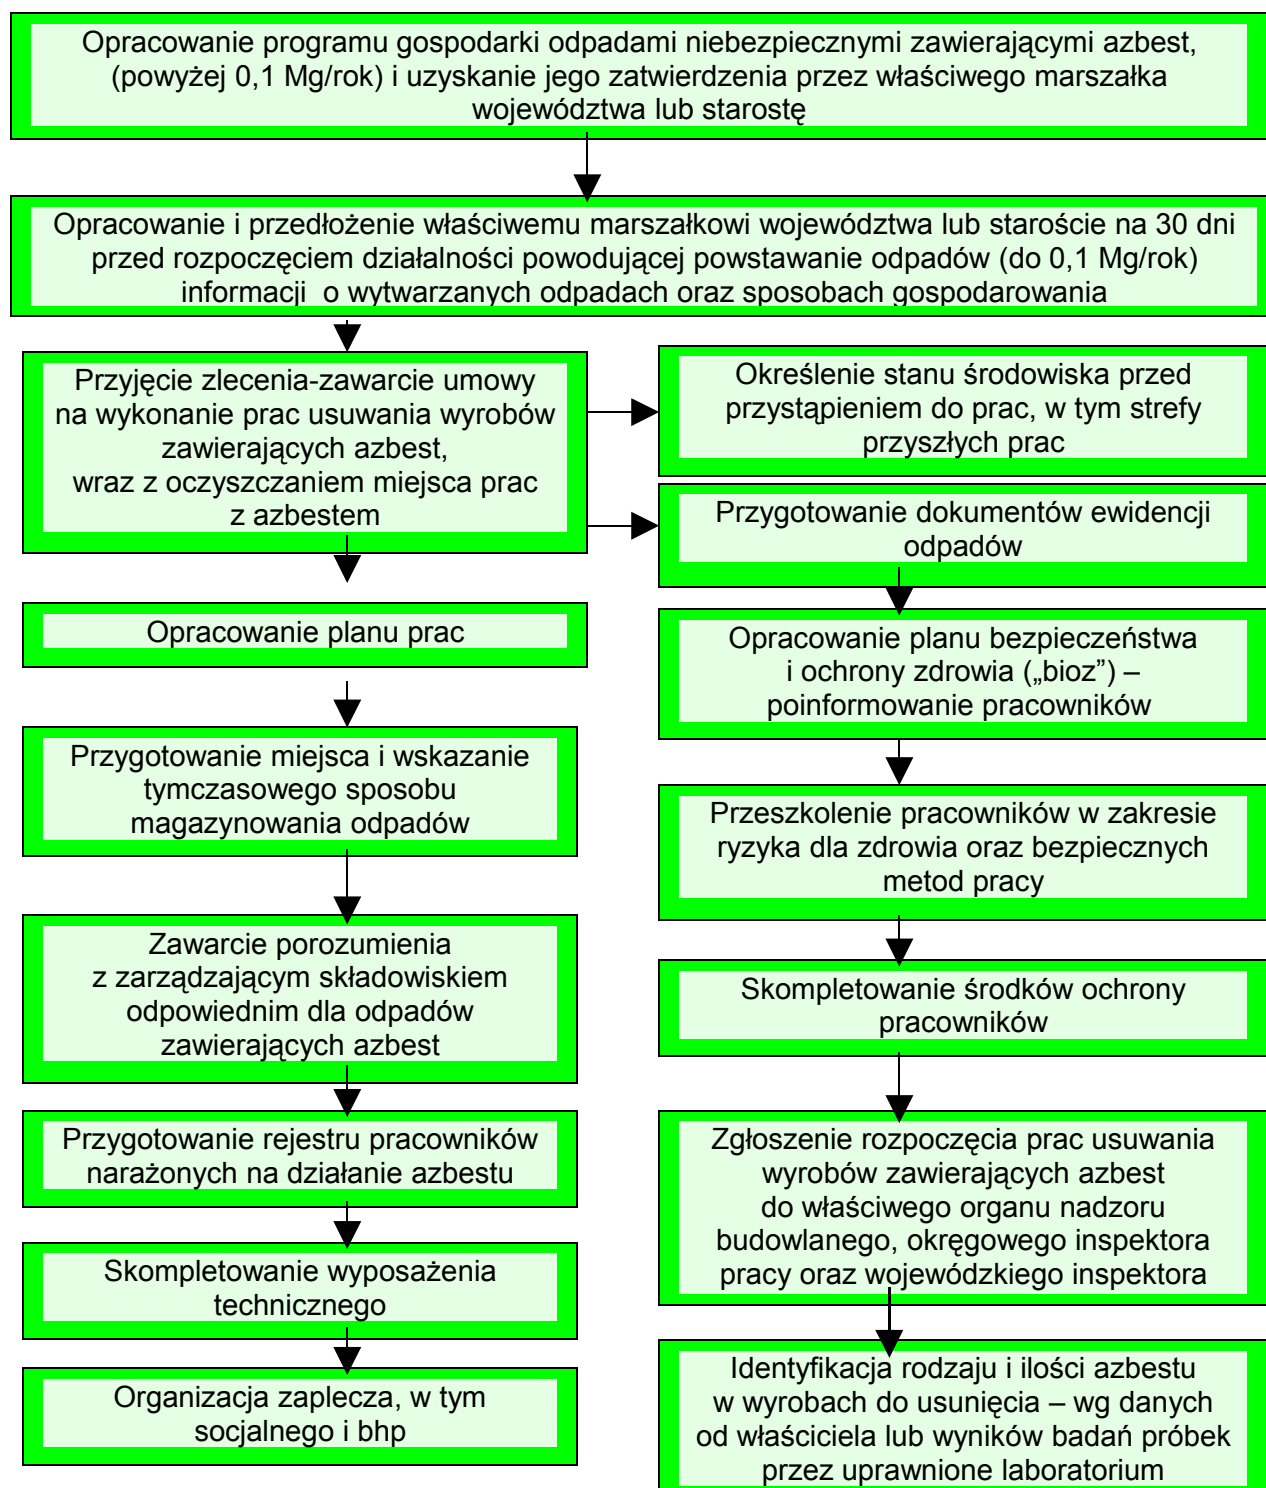 Opracowanie programu gospodarki odpadami niebezpiecznymi zawierającymi azbest,
(powyżej 0,1 Mg/rok) i uzyskanie jego zatwierdzenia przez właściwego marszałka
województwa lub starostę
Opracowanie i przedłożenie właściwemu marszałkowi województwa lub staroście na 30 dni
przed rozpoczęciem działalności powodującej powstawanie odpadów (do 0,1 Mg/rok)
informacji o wytwarzanych odpadach oraz sposobach gospodarowania
Przyjęcie zlecenia-zawarcie umowy
na wykonanie prac usuwania wyrobów
zawierających azbest,
wraz z oczyszczaniem miejsca prac
z azbestem
Opracowanie planu prac
Przygotowanie miejsca i wskazanie
tymczasowego sposobu
magazynowania odpadów
Zawarcie porozumienia
z zarządzającym składowiskiem
odpowiednim dla odpadów
zawierających azbest
Przygotowanie rejestru pracowników
narażonych na działanie azbestu
Skompletowanie wyposażenia
technicznego
Organizacja zaplecza, w tym
socjalnego i bhp
Określenie stanu środowiska przed
przystąpieniem do prac, w tym strefy
przyszłych prac
Przygotowanie dokumentów ewidencji
odpadów
Opracowanie planu bezpieczeństwa
i ochrony zdrowia („bioz”) –
poinformowanie pracowników
Przeszkolenie pracowników w zakresie
ryzyka dla zdrowia oraz bezpiecznych
metod pracy
Skompletowanie środków ochrony
pracowników
Zgłoszenie rozpoczęcia prac usuwania
wyrobów zawierających azbest
do właściwego organu nadzoru
budowlanego, okręgowego inspektora
pracy oraz wojewódzkiego inspektora
Identyfikacja rodzaju i ilości azbestu
w wyrobach do usunięcia – wg danych
od właściciela lub wyników badań próbek
przez uprawnione laboratorium